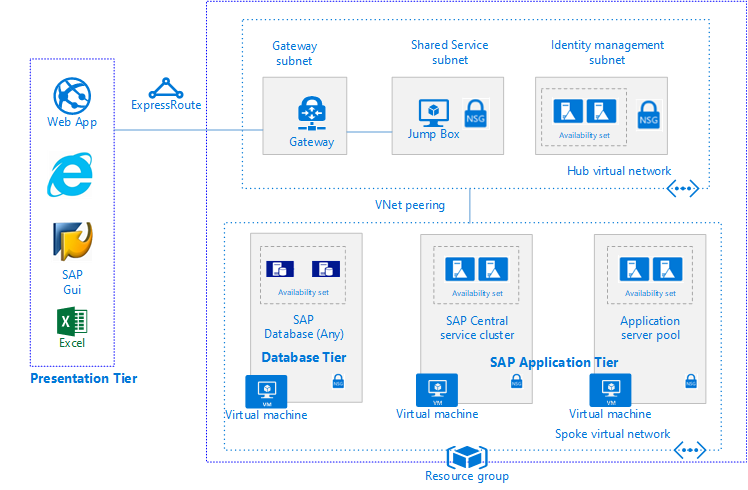 Gateway
subnet
Shared Service
subnet
Identity management
subnet
Web App
ExpressRoute
Gateway
Jump Box
NSG
Availability set
NSG
Hub virtual network
VNet peering
SAP
Gui
Excel
Presentation Tier
Availability set
SAP
Database (Any)
Database Tier
NSG
VM
Virtual machine
Availability set
SAP Central
service cluster
SAP Application Tier
NSG
VM
Virtual machine
Availability set
Application
server pool
NSG
VM
Virtual machine
Spoke virtual network
Resource group